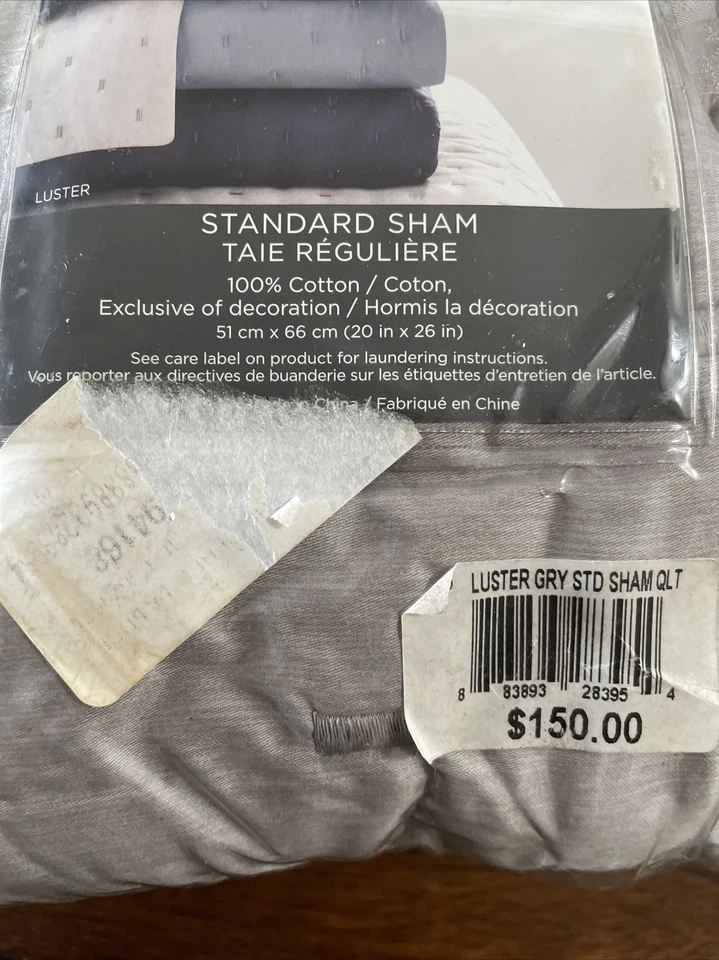 LUSTER
STANDARD SHAM
TAIE RÉGULIÈRE
100% Cotton / Coton,
Exclusive of decoration / Hormis la décoration
51 cm x 66 cm (20 in x 26 in)
See care label on product for laundering instructions.
Vous reporter aux directives de buanderie sur les étiquettes d'entretien de l'article.
China / Fabriqué en Chine
LUSTER GRY STD SHAM QLT
8 83893 28395 4
$150.00